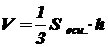 V = 1/3 S осн. · h